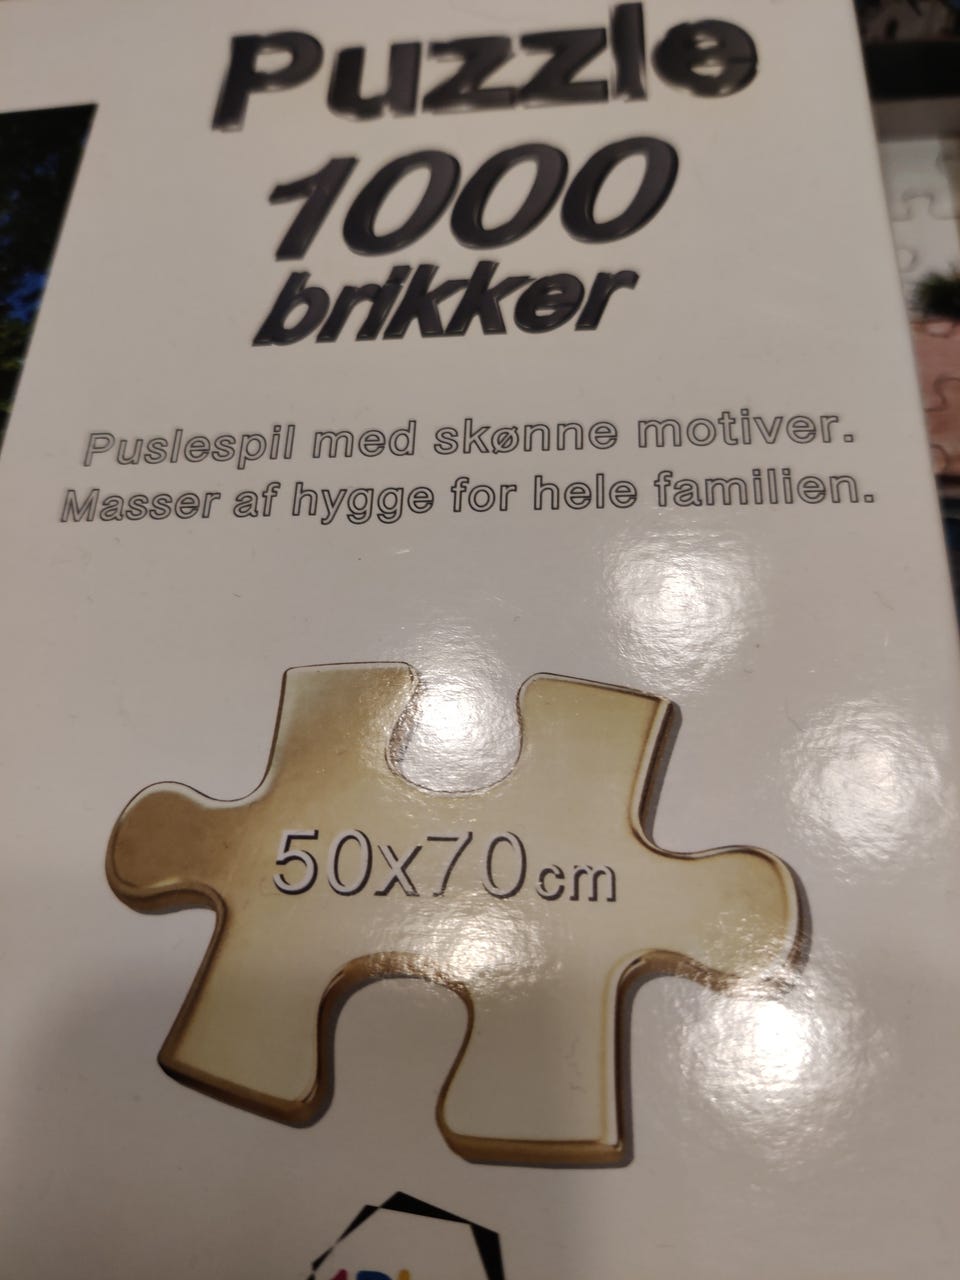 Puzzle
1000
brikker
Puslespil med skønne motiver.
Masser af hygge for hele familien.
50x70cm